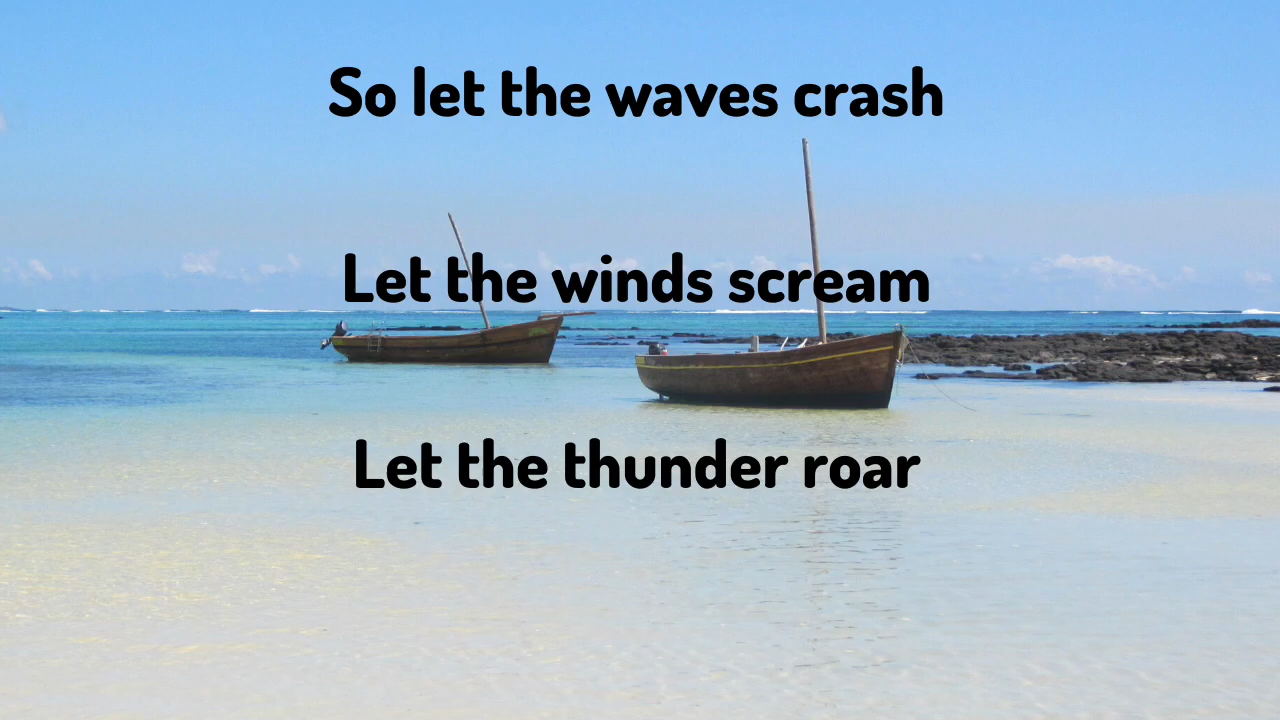 So let the waves crash
Let the winds scream
Let the thunder roar